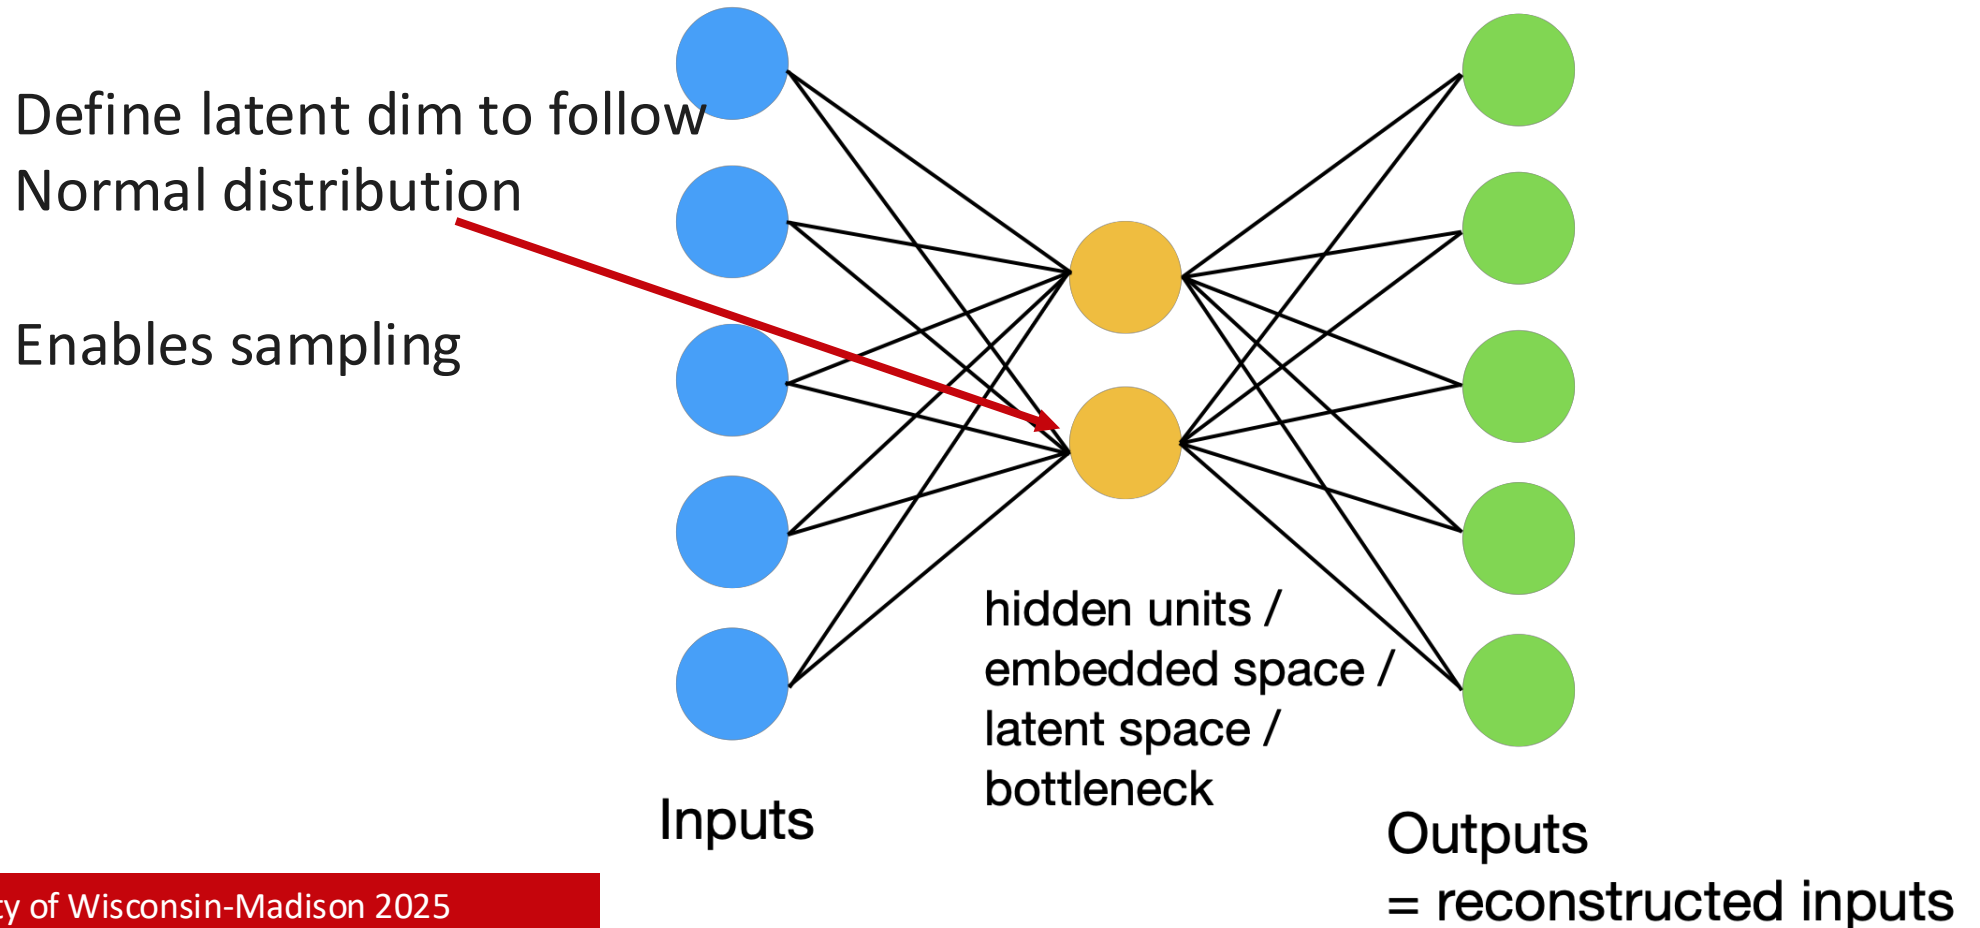 Define latent dim to follow
Normal distribution
Enables sampling
hidden units /
embedded space /
latent space /
bottleneck
Inputs
Outputs
= reconstructed inputs
ty of Wisconsin-Madison 2025